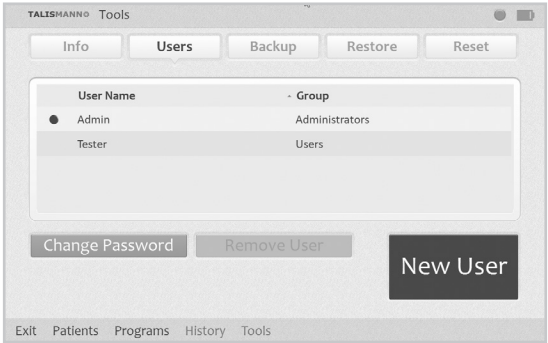 TALISMANNO Tools
Info Users Backup Restore Reset
User Name Group
Admin Administrators
Tester Users
Change Password Remove User New User
Exit Patients Programs History Tools